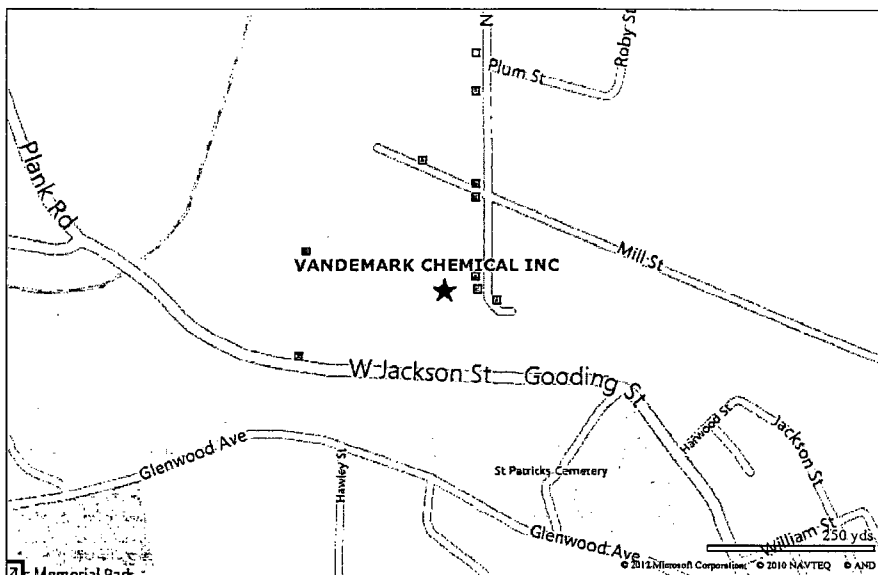 N
Roby St
Plum St
Plank Rd
Mill St
VANDEMARK CHEMICAL INC
W Jackson St
Gooding St
Harwood St
Jackson St
Glenwood Ave
Hawley St
St Patricks Cemetery
Glenwood Ave
William St
250 yds
© 2012 Microsoft Corporation © 2010 NAVTEQ © AND
Memorial Park